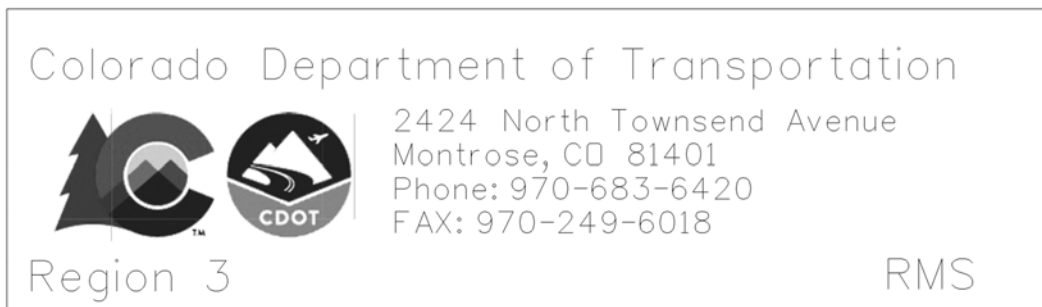 Colorado Department of Transportation
2424 North Townsend Avenue
Montrose, CO 81401
Phone: 970-683-6420
FAX: 970-249-6018
TM
CDOT
Region 3
RMS